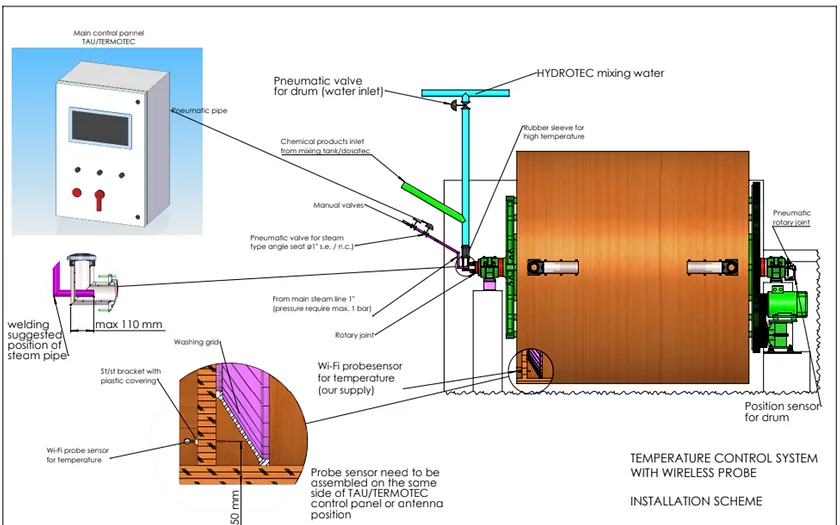 Main control pannel
TAU/TERMOTEC
Pneumatic pipe
Pneumatic valve
for drum (water inlet)
HYDROTEC mixing water
Rubber sleeve for
high temperature
Chemical products inlet
from mixing tank/dosatec
Manual valves
Pneumatic valve for steam
type angle seat ø1" s.e. / n.c.)
Pneumatic
rotary joint
From main steam line 1"
(pressure require max. 1 bar)
Rotary joint
welding
suggested
position of
steam pipe
max 110 mm
Washing grid
St/st bracket with
plastic covering
Wi-Fi probesensor
for temperature
(our supply)
Position sensor
for drum
Wi-Fi probe sensor
for temperature
50 mm
Probe sensor need to be
assembled on the same
side of TAU/TERMOTEC
control panel or antenna
position
TEMPERATURE CONTROL SYSTEM
WITH WIRELESS PROBE
INSTALLATION SCHEME